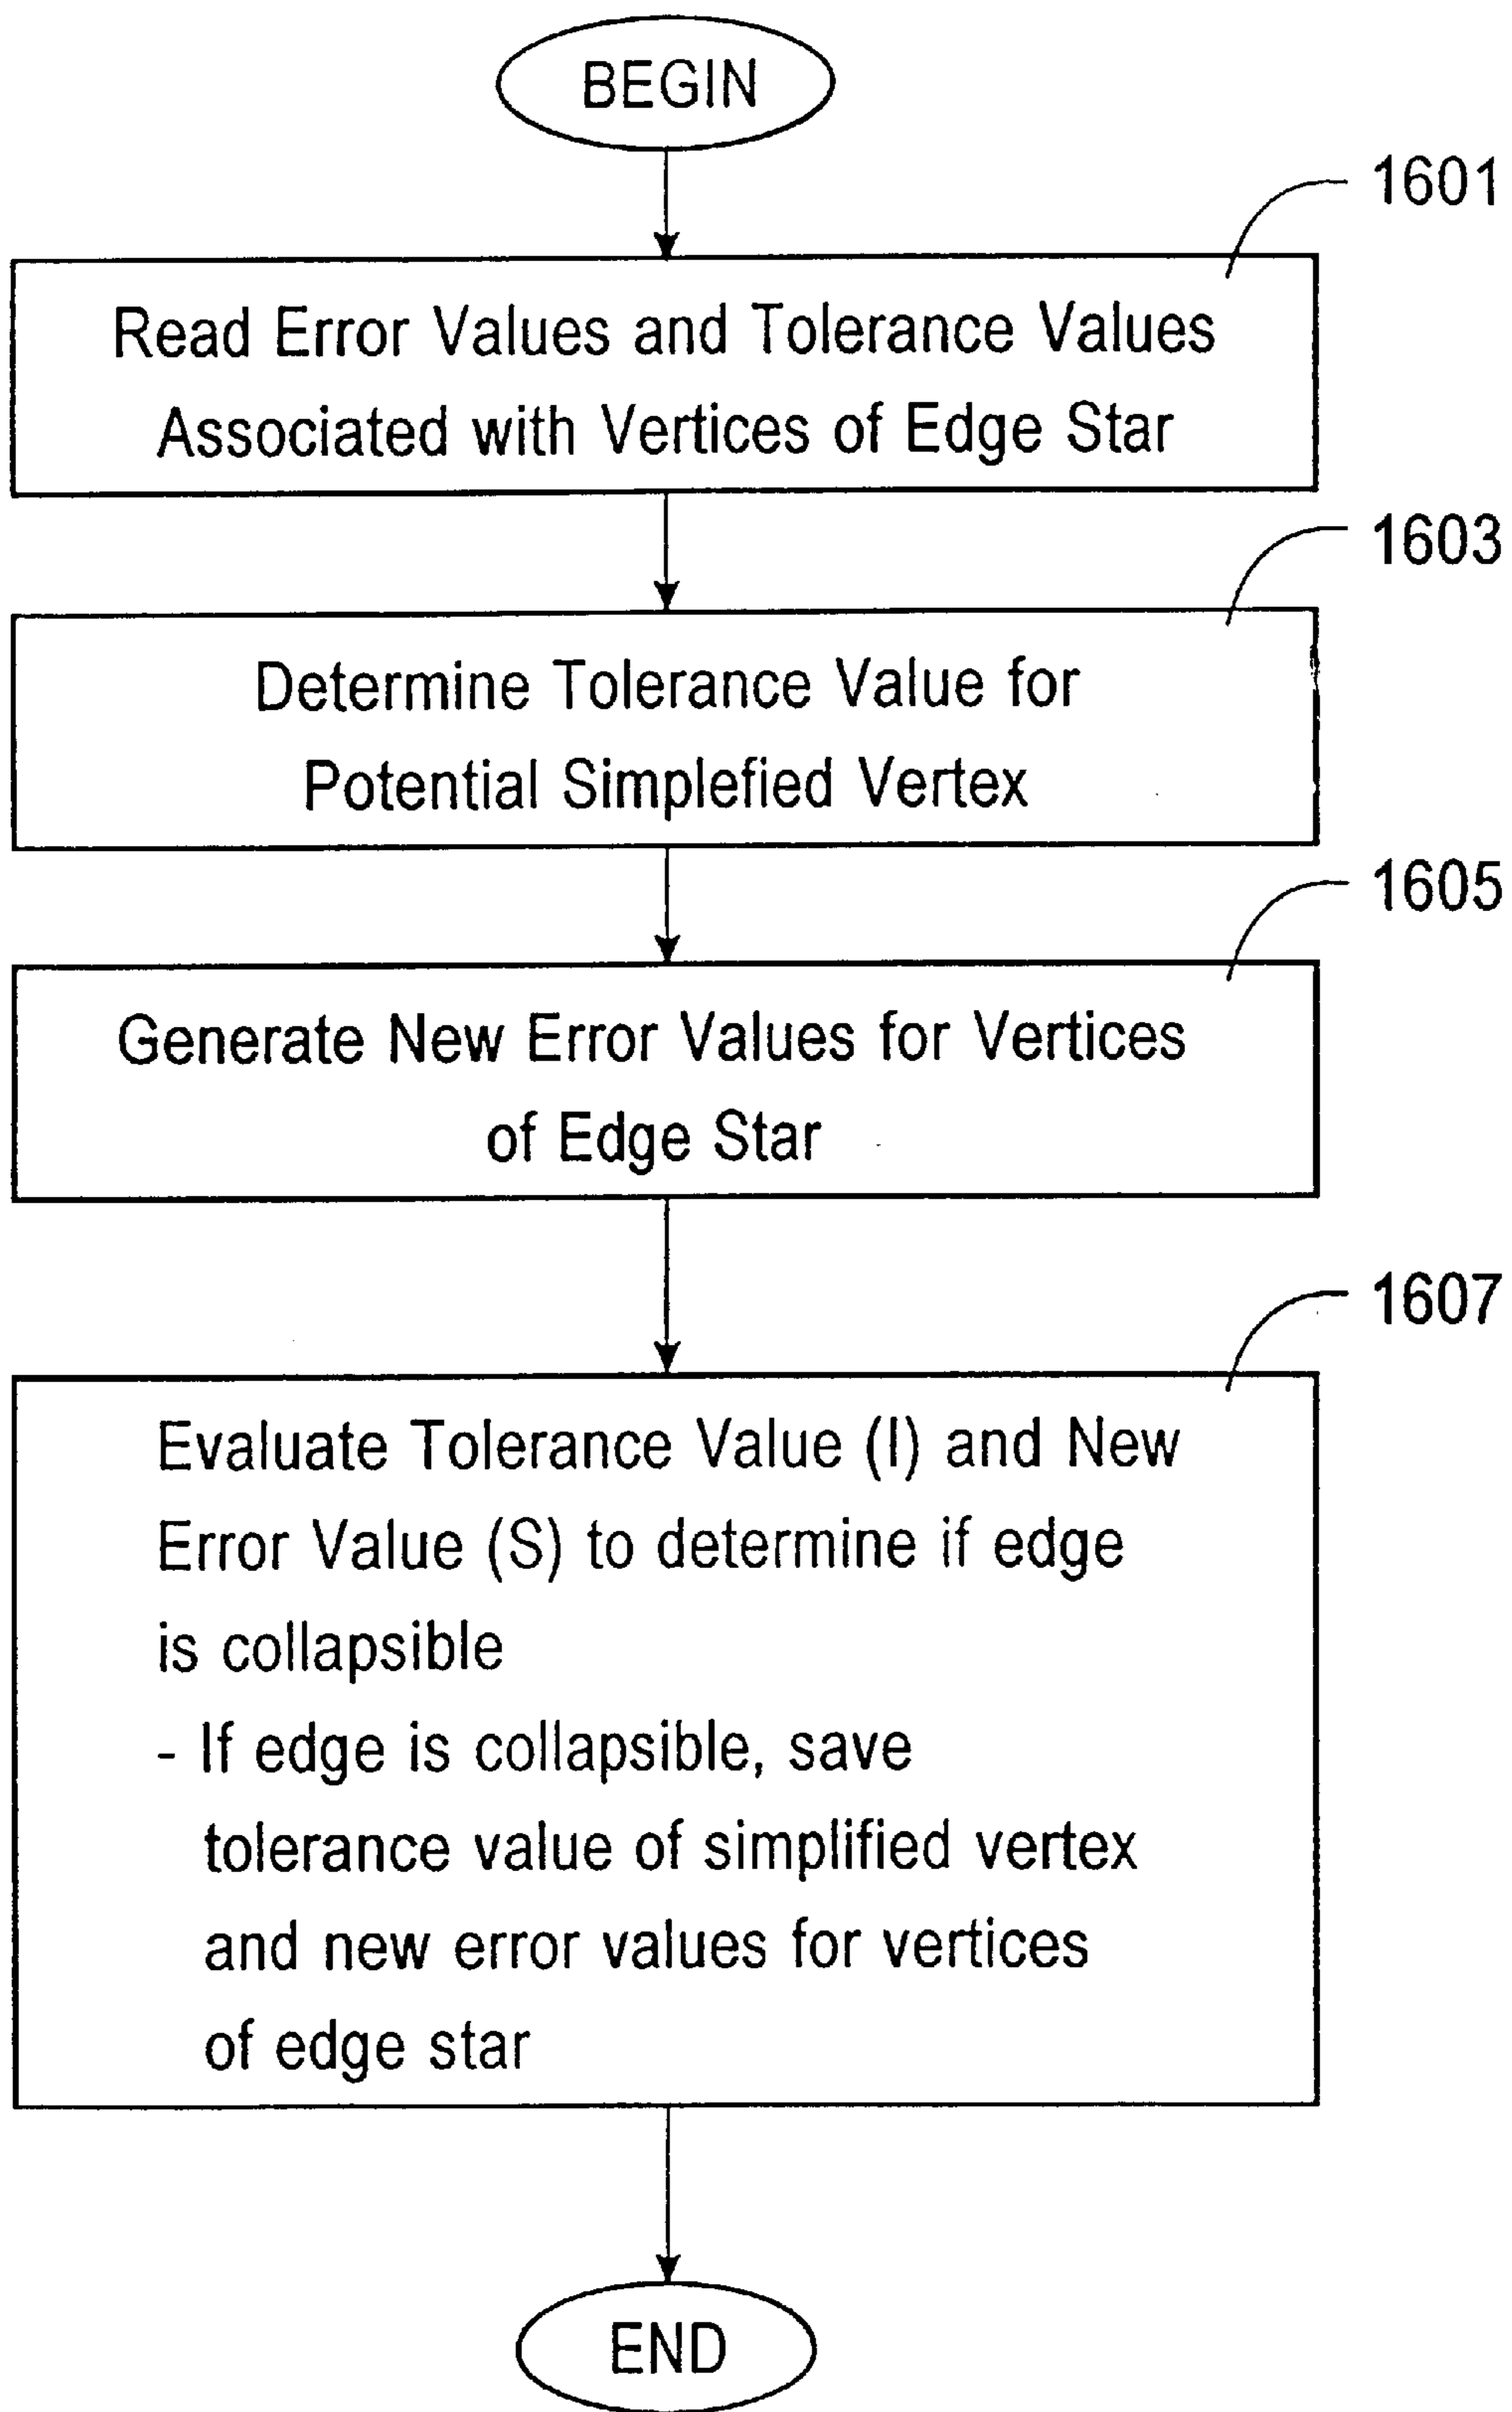 BEGIN
1601
Read Error Values and Tolerance Values
Associated with Vertices of Edge Star
1603
Determine Tolerance Value for
Potential Simplefied Vertex
1605
Generate New Error Values for Vertices
of Edge Star
1607
Evaluate Tolerance Value (I) and New
Error Value (S) to determine if edge
is collapsible
- If edge is collapsible, save
tolerance value of simplified vertex
and new error values for vertices
of edge star
END